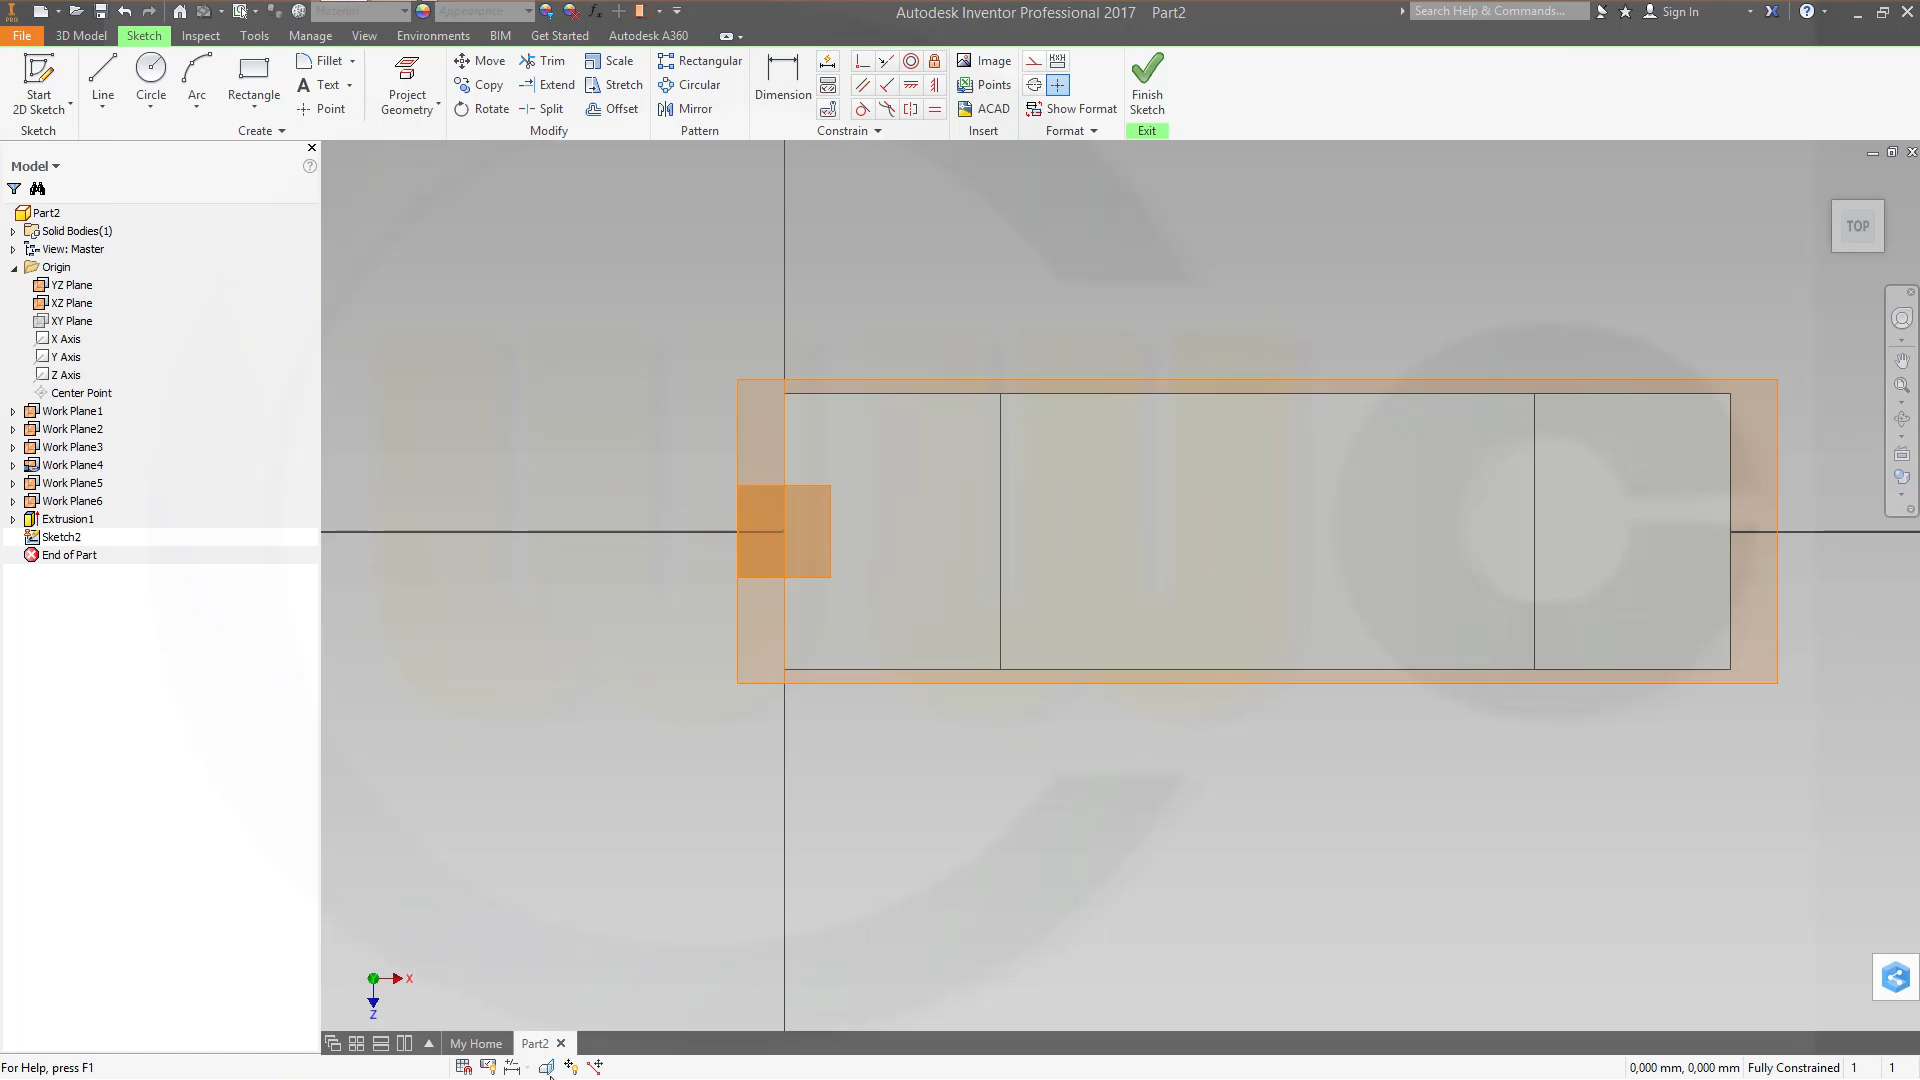 Material
Appearance
Autodesk Inventor Professional 2017 Part2
Search Help & Commands...
Sign In
PRO
File 3D Model Sketch Inspect Tools Manage View Environments BIM Get Started Autodesk A360
Start
2D Sketch
Line
Circle
Arc
Rectangle
Fillet
Text
Point
Project
Geometry
Move
Copy
Rotate
Trim
Extend
Split
Scale
Stretch
Offset
Rectangular
Circular
Mirror
Dimension
Image
Points
ACAD
Show Format
Finish
Sketch
Sketch Create Modify Pattern Constrain Insert Format Exit
Model
Part2
Solid Bodies(1)
View: Master
Origin
YZ Plane
XZ Plane
XY Plane
X Axis
Y Axis
Z Axis
Center Point
Work Plane1
Work Plane2
Work Plane3
Work Plane4
Work Plane5
Work Plane6
Extrusion1
Sketch2
End of Part
TOP
X
Z
My Home Part2
For Help, press F1
0,000 mm, 0,000 mm Fully Constrained 1 1